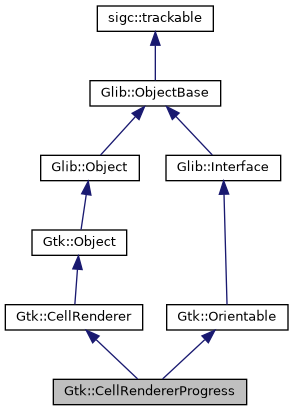 sigc::trackable
Glib::ObjectBase
Glib::Object
Glib::Interface
Gtk::Object
Gtk::CellRenderer
Gtk::Orientable
Gtk::CellRendererProgress